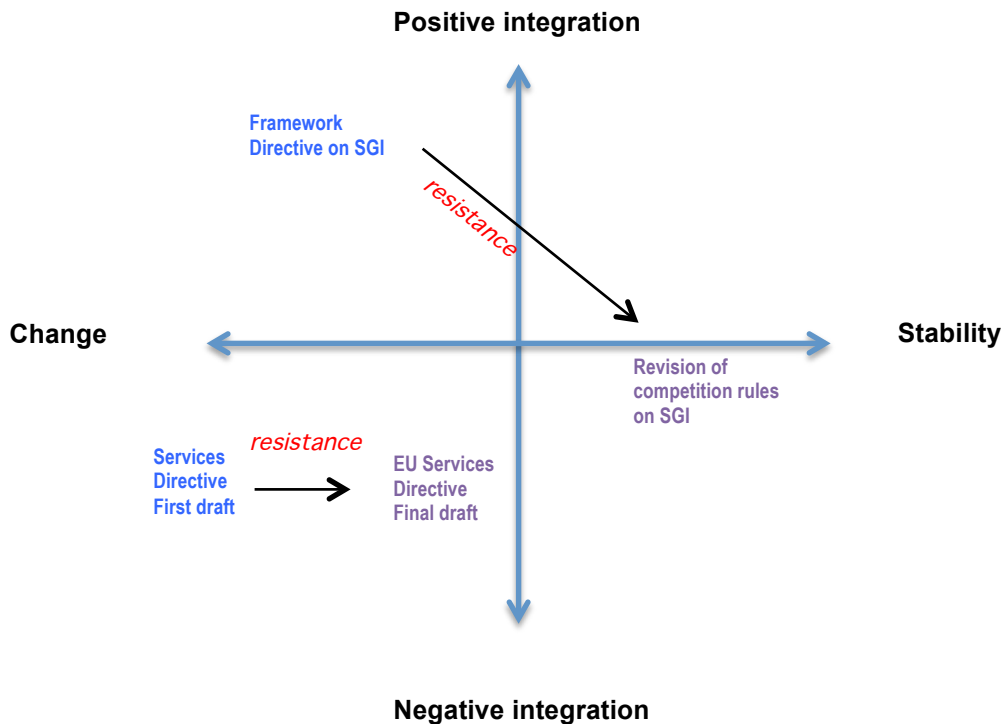 Positive integration
Framework
Directive on SGI
resistance
Change
Stability
Revision of
competition rules
on SGI
resistance
Services
Directive
First draft
EU Services
Directive
Final draft
Negative integration